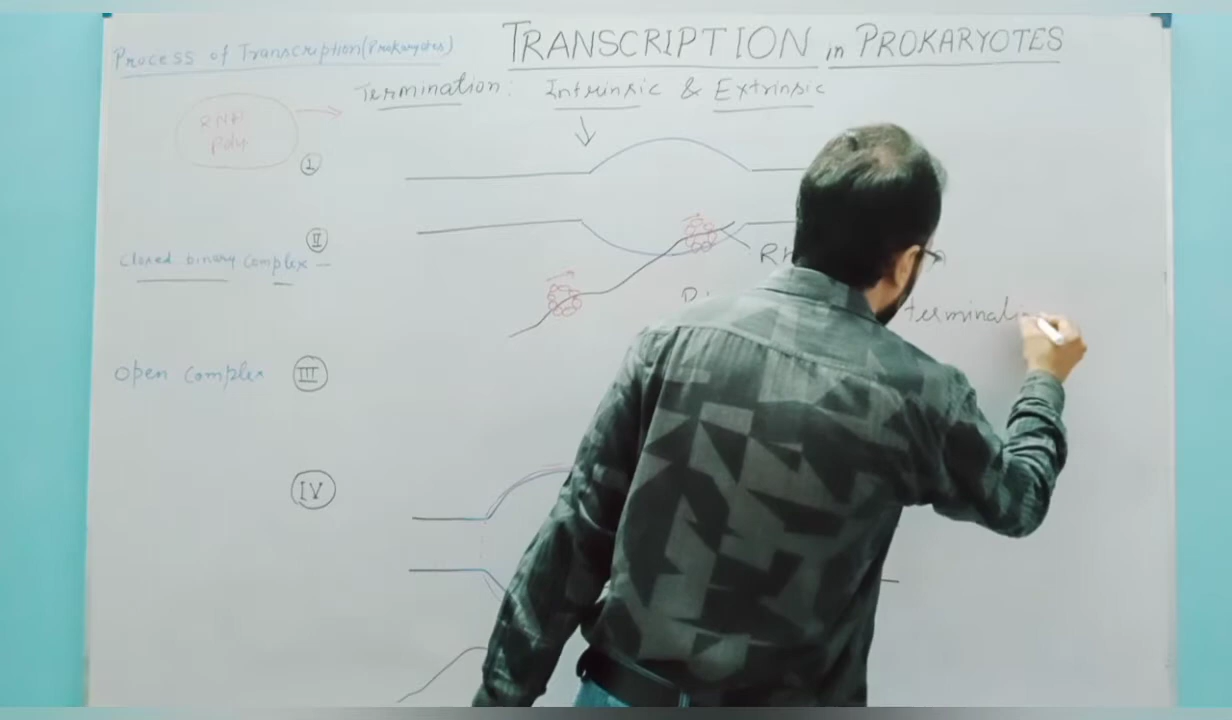 TRANSCRIPTION in PROKARYOTES
Process of Transcription (Prokaryotes)
Termination: Intrinsic & Extrinsic
RNA
poly.
I
II
Closed binary Complex –
Open Complex III
IV